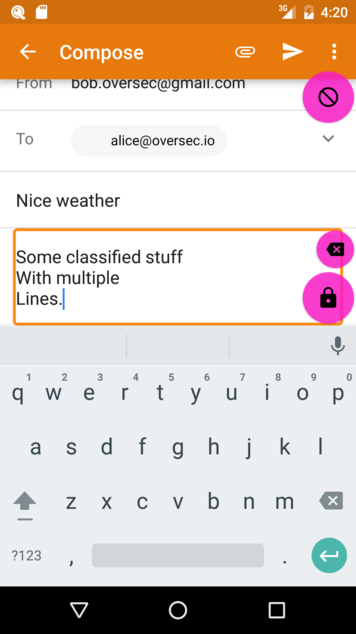 3G 4:20
Compose
From bob.oversec@gmail.com
To alice@oversec.io
Nice weather
Some classified stuff
With multiple
Lines.
1 2 3 4 5 6 7 8 9 0
q w e r t y u i o p
a s d f g h j k l
z x c v b n m
?123 , .